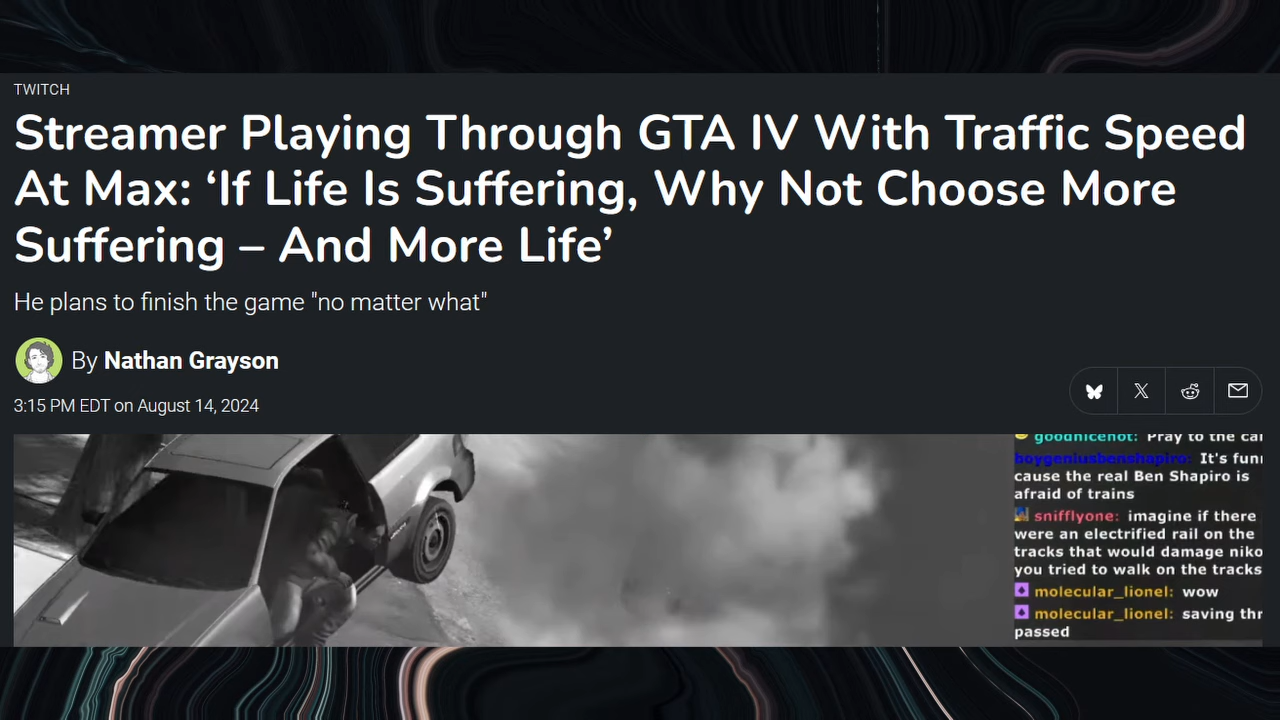 TWITCH
Streamer Playing Through GTA IV With Traffic Speed
At Max: ‘If Life Is Suffering, Why Not Choose More
Suffering – And More Life’
He plans to finish the game "no matter what"
By Nathan Grayson
3:15 PM EDT on August 14, 2024
goodnicehot: Pray to the car
boygeniusbenshapiro: It's fun
cause the real Ben Shapiro is
afraid of trains
snifflyone: imagine if there
were an electrified rail on the
tracks that would damage niko
you tried to walk on the tracks
molecular_lionel: wow
molecular_lionel: saving thr
passed